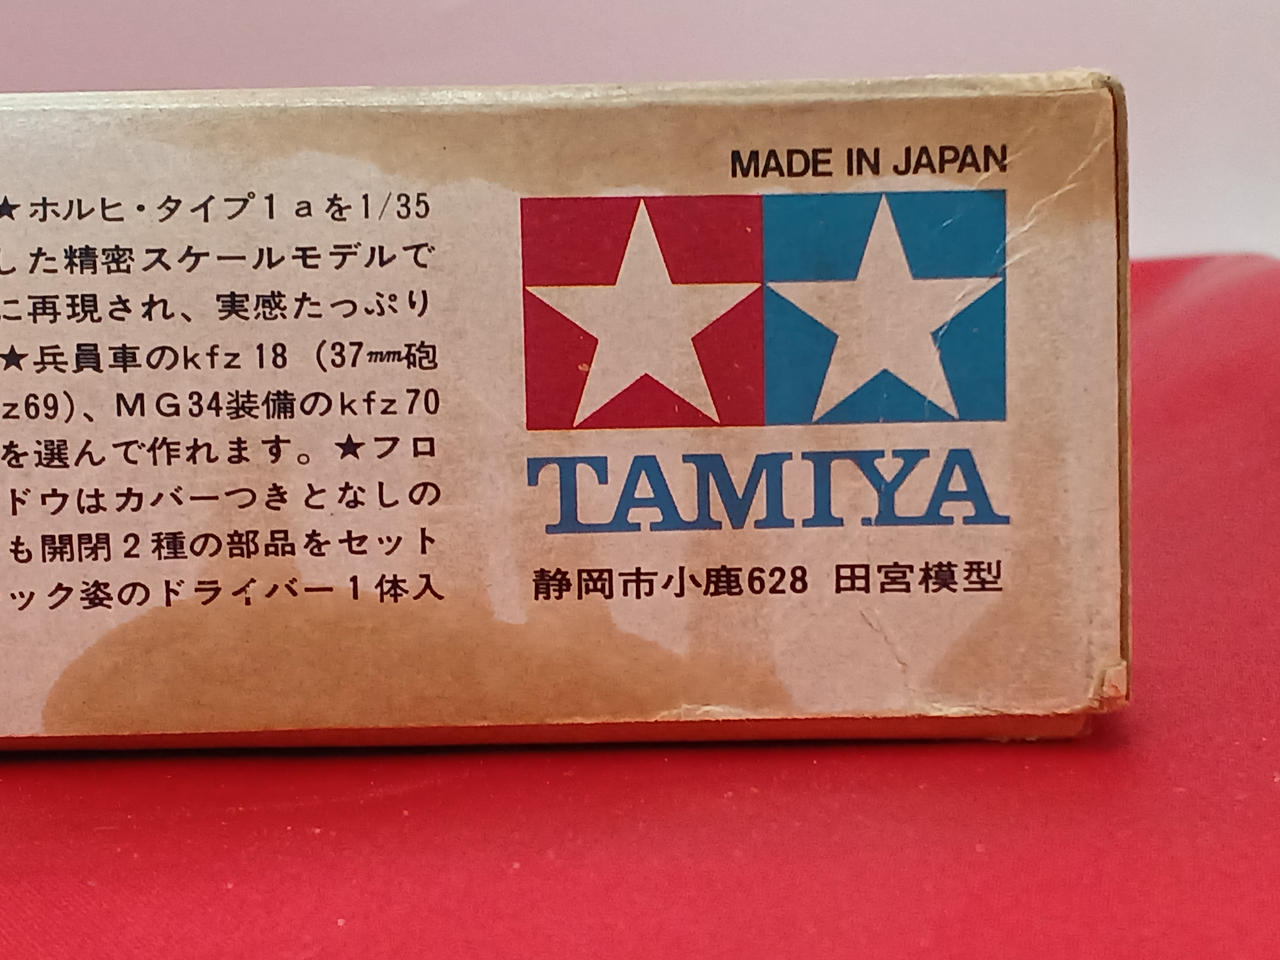 ★ホルヒ・タイプ1aを1/35
した精密スケールモデルで
に再現され、実感たっぷり
★兵員車のkfz18（37mm砲
z69)、MG34装備のkfz70
を選んで作れます。★フロ
ドウはカバーつきとなしの
も開閉2種の部品をセット
ック姿のドライバー1体入
MADE IN JAPAN
TAMIYA
静岡市小鹿628 田宮模型